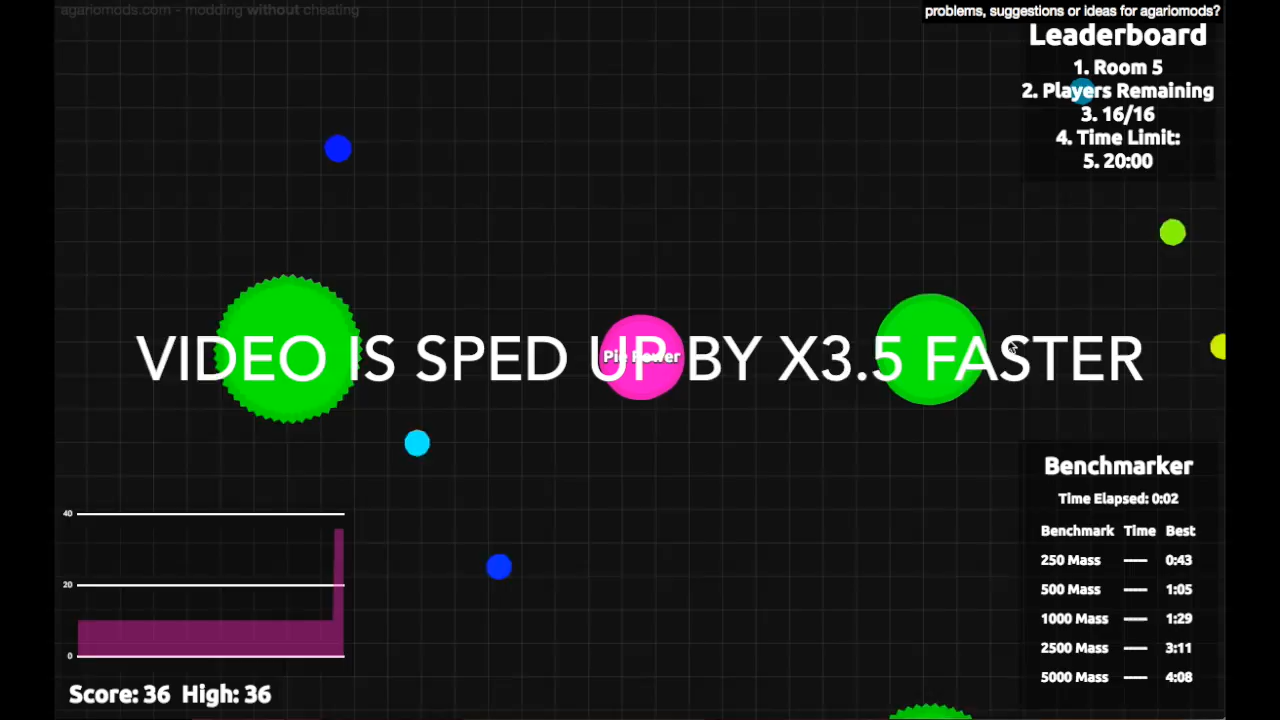 agariomods.com - modding without cheating
problems, suggestions or ideas for agariomods?
Leaderboard
1. Room 5
2. Players Remaining
3. 16/16
4. Time Limit:
5. 20:00
VIDEO IS SPED UP BY X3.5 FASTER
Pie Power
Benchmarker
Time Elapsed: 0:02
Benchmark Time Best
250 Mass — 0:43
500 Mass — 1:05
1000 Mass — 1:29
2500 Mass — 3:11
5000 Mass — 4:08
40
20
0
Score: 36 High: 36